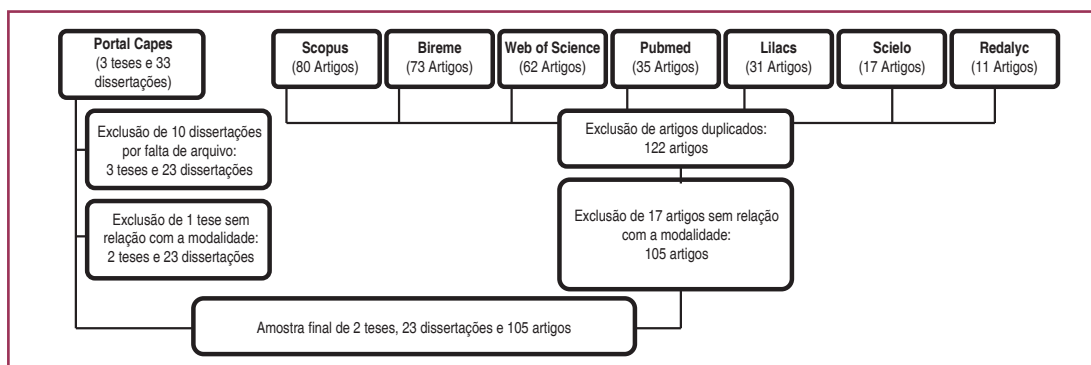 Portal Capes
(3 teses e 33
dissertações)
Scopus
(80 Artigos)
Bireme
(73 Artigos)
Web of Science
(62 Artigos)
Pubmed
(35 Artigos)
Lilacs
(31 Artigos)
Scielo
(17 Artigos)
Redalyc
(11 Artigos)
Exclusão de 10 dissertações
por falta de arquivo:
3 teses e 23 dissertações
Exclusão de artigos duplicados:
122 artigos
Exclusão de 1 tese sem
relação com a modalidade:
2 teses e 23 dissertações
Exclusão de 17 artigos sem relação
com a modalidade:
105 artigos
Amostra final de 2 teses, 23 dissertações e 105 artigos